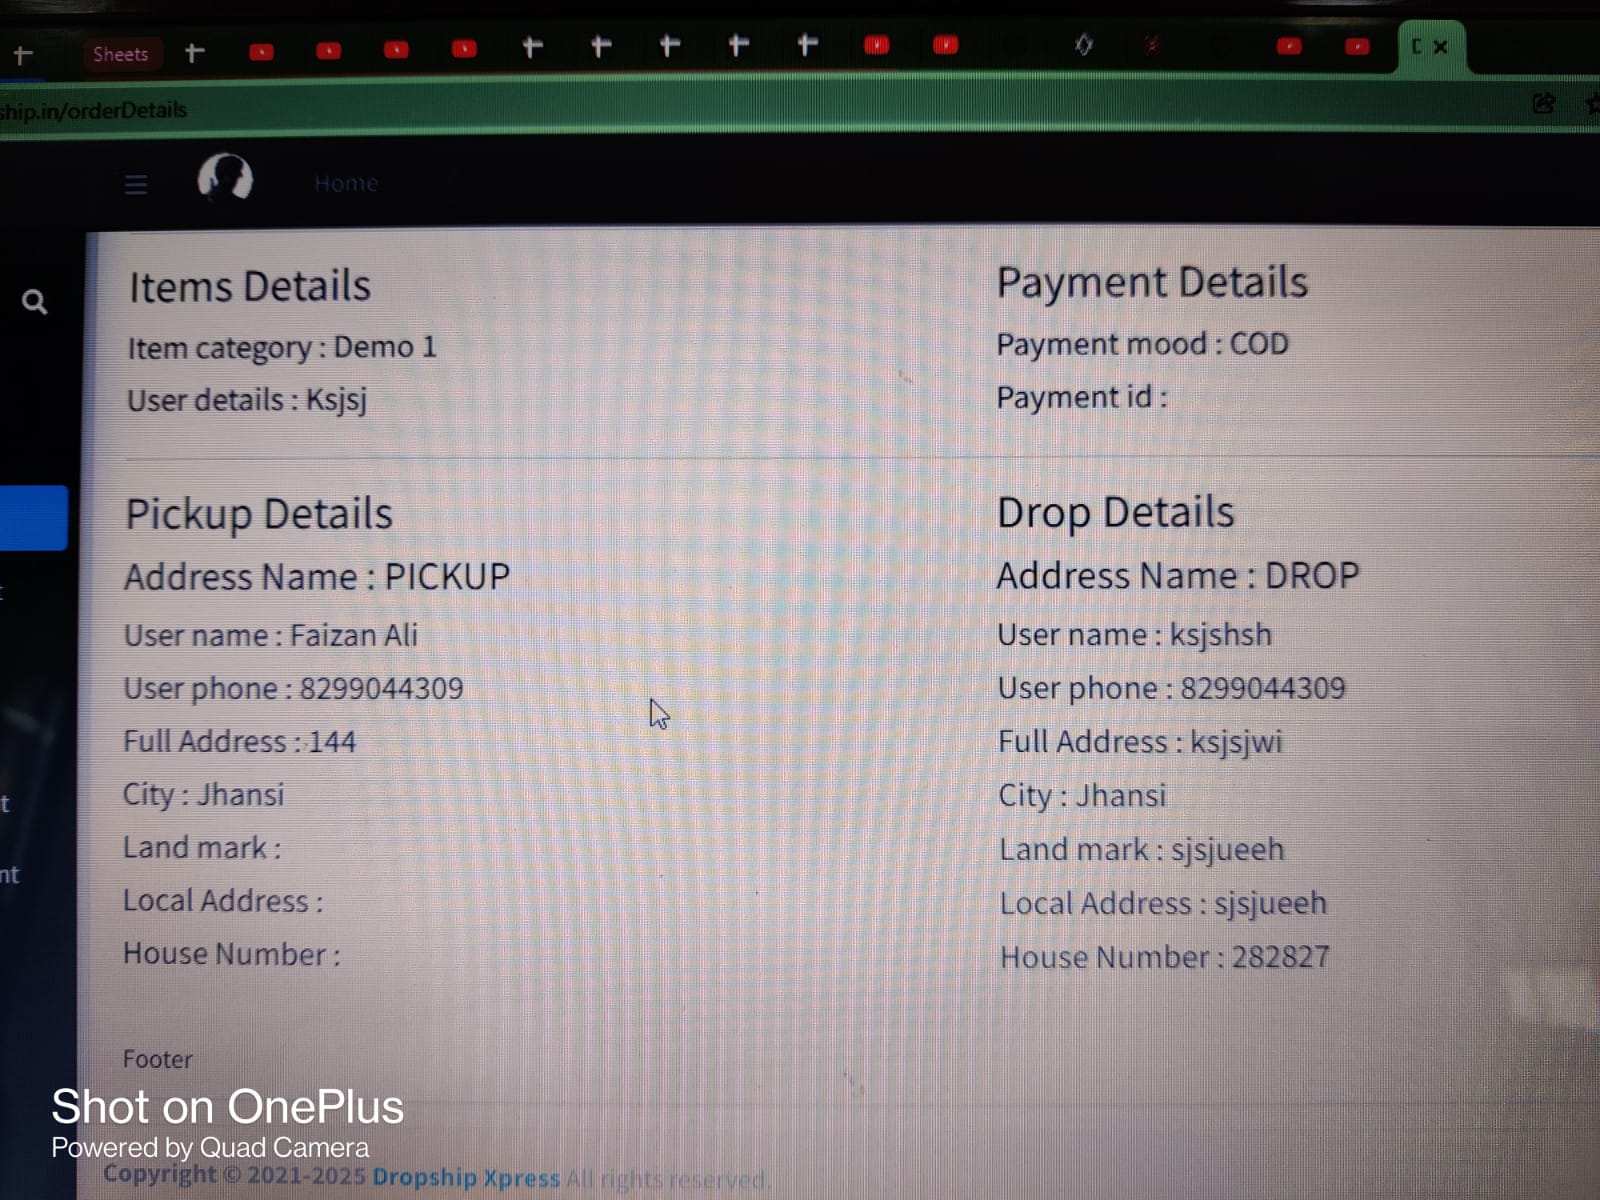 Sheets
ship.in/orderDetails
Home
Items Details
Item category : Demo 1
User details : Ksjsj
Payment Details
Payment mood : COD
Payment id :
Pickup Details
Address Name : PICKUP
User name : Faizan Ali
User phone : 8299044309
Full Address : 144
City : Jhansi
Land mark :
Local Address :
House Number :
Drop Details
Address Name : DROP
User name : ksjshsh
User phone : 8299044309
Full Address : ksjsjwi
City : Jhansi
Land mark : sjsjueeh
Local Address : sjsjueeh
House Number : 282827
Footer
Shot on OnePlus
Powered by Quad Camera
Copyright © 2021-2025 Dropship Xpress All rights reserved.